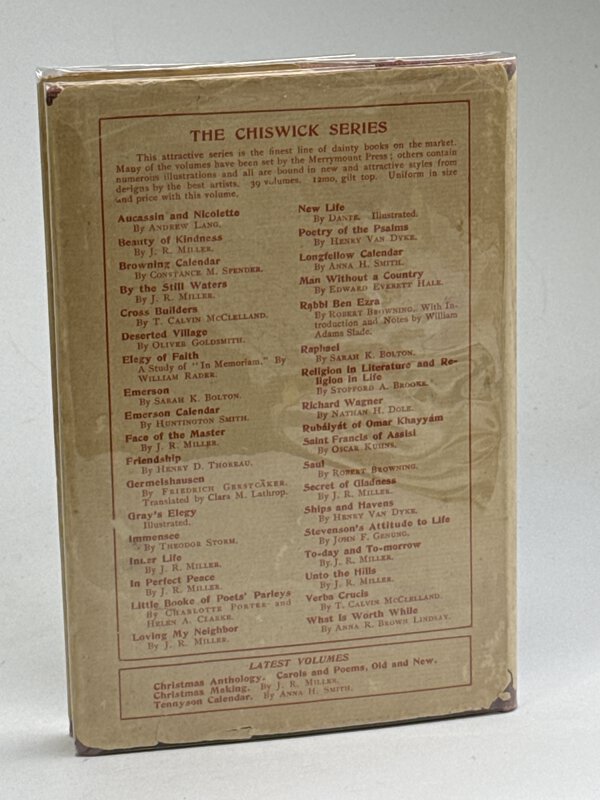 THE CHISWICK SERIES
This attractive series is the finest line of dainty books on the market.
Many of the volumes have been set by the Merrymount Press; others contain
numerous illustrations and all are bound in new and attractive styles from
designs by the best artists. 39 volumes. 12mo, gilt top. Uniform in size
and price with this volume.
Aucassin and Nicolette
By ANDREW LANG.
Beauty of Kindness
By J. R. MILLER.
Browning Calendar
By CONSTANCE M. SPENDER.
By the Still Waters
By J. R. MILLER.
Cross Builders
By T. CALVIN MCCLELLAND.
Deserted Village
By OLIVER GOLDSMITH.
Elegy of Faith
A Study of "In Memoriam." By
WILLIAM RADER.
Emerson
By SARAH K. BOLTON.
Emerson Calendar
By HUNTINGTON SMITH.
Face of the Master
By J. R. MILLER.
Friendship
By HENRY D. THOREAU.
Germelshausen
By FRIEDRICH GERSTÄCKER.
Translated by Clara M. Lathrop.
Gray's Elegy
Illustrated.
Immensee
By THEODOR STORM.
Inner Life
By J. R. MILLER.
In Perfect Peace
By J. R. MILLER.
Little Booke of Poets' Parleys
By CHARLOTTE PORTER and
HELEN A. CLARKE.
Loving My Neighbor
By J. R. MILLER.
New Life
By DANTE. Illustrated.
Poetry of the Psalms
By HENRY VAN DYKE.
Longfellow Calendar
By ANNA H. SMITH.
Man Without a Country
By EDWARD EVERETT HALE.
Rabbi Ben Ezra
By ROBERT BROWNING. With In-
troduction and Notes by William
Adams Slade.
Raphael
By SARAH K. BOLTON.
Religion in Literature and Re-
ligion in Life
By STOPFORD A. BROOKE.
Richard Wagner
By NATHAN H. DOLE.
Rubáiyát of Omar Khayyám
Saint Francis of Assisi
By OSCAR KUHNS.
Saul
By ROBERT BROWNING.
Secret of Gladness
By J. R. MILLER.
Ships and Havens
By HENRY VAN DYKE.
Stevenson's Attitude to Life
By JOHN F. GENUNG.
To-day and To-morrow
By J. R. MILLER.
Unto the Hills
By J. R. MILLER.
Verba Crucis
By T. CALVIN MCCLELLAND.
What is Worth While
By ANNA R. BROWN LINDSAY.
LATEST VOLUMES
Christmas Anthology. Carols and Poems, Old and New.
Christmas Making. By J. R. MILLER.
Tennyson Calendar. By ANNA H. SMITH.